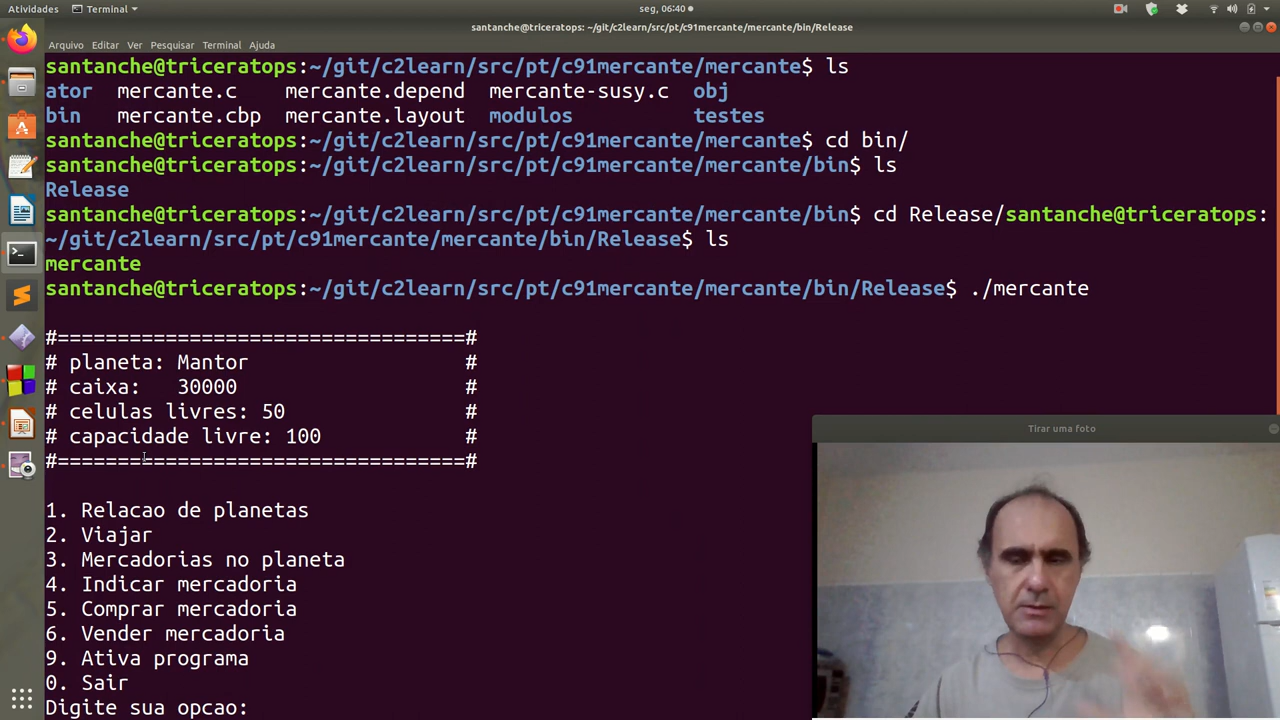 Atividades Terminal seg, 06:40
santanche@triceratops: ~/git/c2learn/src/pt/c91mercante/mercante/bin/Release
Arquivo Editar Ver Pesquisar Terminal Ajuda
santanche@triceratops:~/git/c2learn/src/pt/c91mercante/mercante$ ls
ator mercante.c mercante.depend mercante-susy.c obj
bin mercante.cbp mercante.layout modulos testes
santanche@triceratops:~/git/c2learn/src/pt/c91mercante/mercante$ cd bin/
santanche@triceratops:~/git/c2learn/src/pt/c91mercante/mercante/bin$ ls
Release
santanche@triceratops:~/git/c2learn/src/pt/c91mercante/mercante/bin$ cd Release/santanche@triceratops:
~/git/c2learn/src/pt/c91mercante/mercante/bin/Release$ ls
mercante
santanche@triceratops:~/git/c2learn/src/pt/c91mercante/mercante/bin/Release$ ./mercante
#==================================#
# planeta: Mantor #
# caixa: 30000 #
# celulas livres: 50 #
# capacidade livre: 100 #
#==================================#
1. Relacao de planetas
2. Viajar
3. Mercadorias no planeta
4. Indicar mercadoria
5. Comprar mercadoria
6. Vender mercadoria
9. Ativa programa
0. Sair
Digite sua opcao:
Tirar uma foto